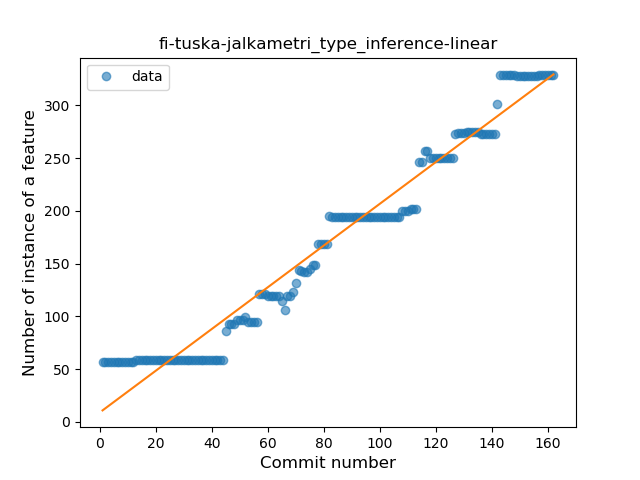 fi-tuska-jalkametri_type_inference-linear
data
Number of instance of a feature
300
250
200
150
100
50
0
0 20 40 60 80 100 120 140 160
Commit number